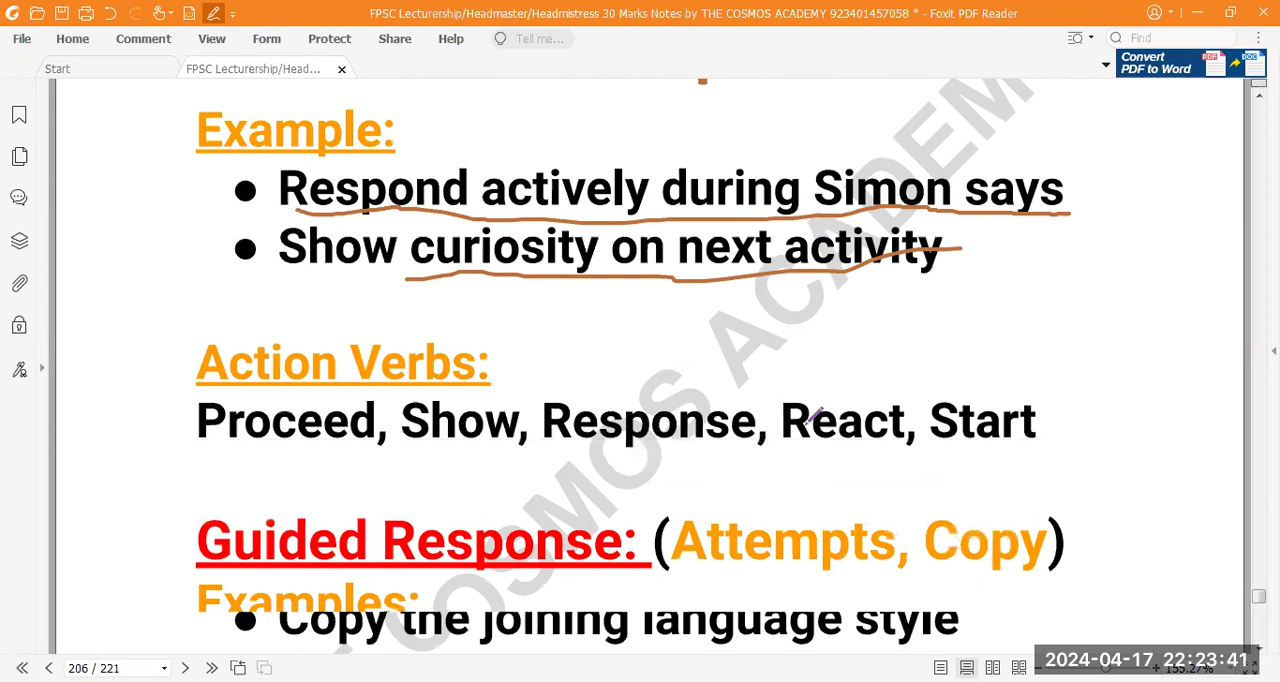 FPSC Lecturership/Headmaster/Headmistress 30 Marks Notes by THE COSMOS ACADEMY 923401457058 * - Foxit PDF Reader
File Home Comment View Form Protect Share Help Tell me... Find
Start FPSC Lecturership/Head... Convert PDF to Word
Example:
● Respond actively during Simon says
● Show curiosity on next activity
Action Verbs:
Proceed, Show, Response, React, Start
Guided Response: (Attempts, Copy)
Examples:
● Copy the joining language style
COSMOS ACADEM
206 / 221
2024-04-17 22:23:41